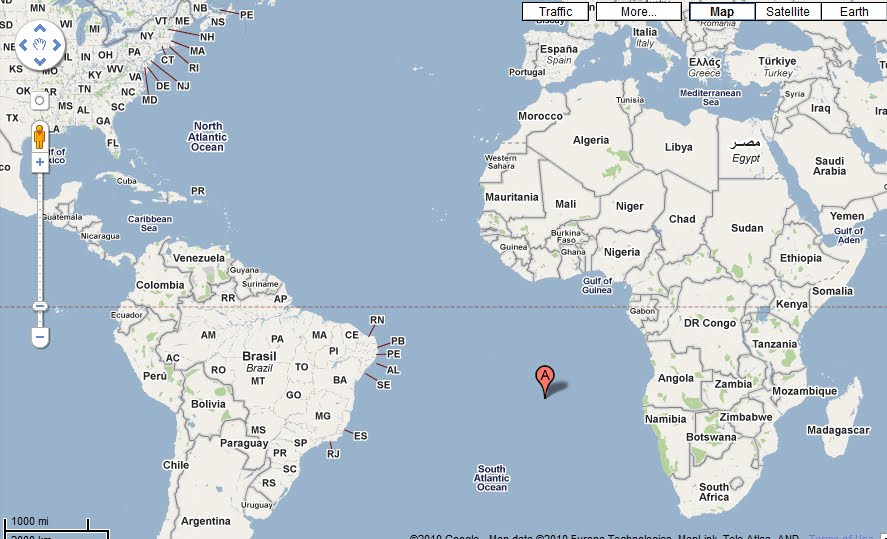 Traffic
More...
Map
Satellite
Earth
NB
PE
VT
ME
NS
NY
NH
MA
CT
RI
IN
OH
PA
NJ
DE
MD
KS
MO
KY
WV
VA
OK
TN
NC
AR
SC
MS
AL
GA
TX
LA
FL
North
Atlantic
Ocean
Cuba
PR
Guatemala
Caribbean
Sea
Nicaragua
Venezuela
Guyana
Suriname
Colombia
RR
AP
Ecuador
RN
AM
PA
MA
CE
PB
PI
PE
Brasil
Brazil
TO
AL
AC
RO
MT
BA
SE
Perú
GO
Bolivia
MG
MS
ES
Paraguay
SP
RJ
PR
Chile
SC
RS
Uruguay
Argentina
España
Spain
Portugal
Italia
Italy
Romania
Ελλάς
Greece
Türkiye
Turkey
Mediterranean
Sea
Syria
Iraq
Tunisia
Morocco
Algeria
Libya
مصر
Egypt
Western
Sahara
Saudi
Arabia
Mauritania
Mali
Niger
Chad
Sudan
Yemen
Gulf of
Aden
Burkina
Faso
Guinea
Ghana
Nigeria
Ethiopia
Somalia
Gulf of
Guinea
Gabon
DR Congo
Kenya
Tanzania
A
Angola
Zambia
Mozambique
Namibia
Zimbabwe
Botswana
Madagascar
South
Africa
South
Atlantic
Ocean
1000 mi
2000 km
©2010 Google - Map data ©2010 Europa Technologies, MapLink, Tele Atlas, AND - Terms of Use